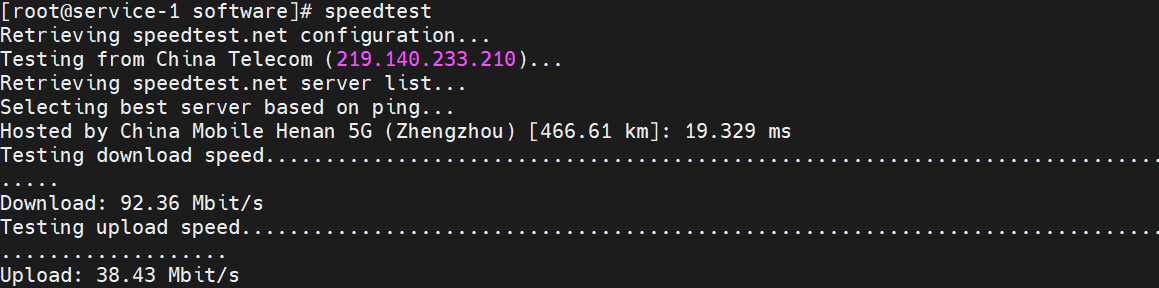 [root@service-1 software]# speedtest
Retrieving speedtest.net configuration...
Testing from China Telecom (219.140.233.210)...
Retrieving speedtest.net server list...
Selecting best server based on ping...
Hosted by China Mobile Henan 5G (Zhengzhou) [466.61 km]: 19.329 ms
Testing download speed...........................................................................
.....
Download: 92.36 Mbit/s
Testing upload speed.............................................................................
...................
Upload: 38.43 Mbit/s